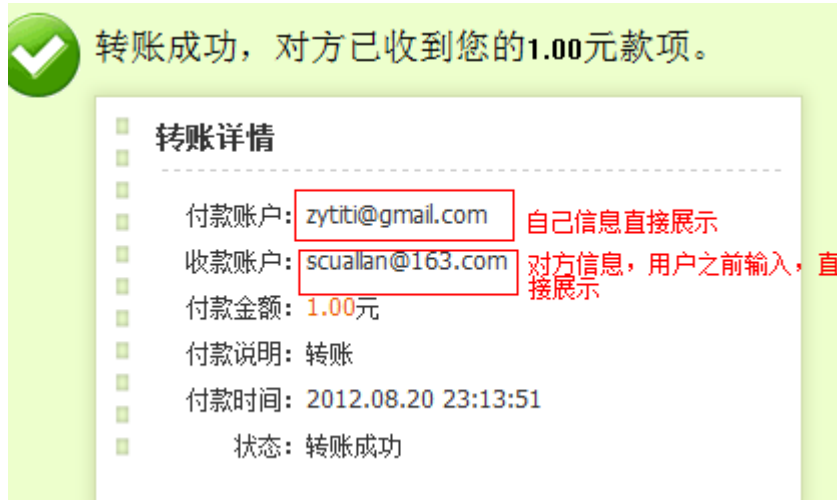 转账成功，对方已收到您的1.00元款项。
转账详情
付款账户：zytiti@gmail.com
自己信息直接展示
收款账户：scuallan@163.com
对方信息，用户之前输入，直
接展示
付款金额：1.00元
付款说明：转账
付款时间：2012.08.20 23:13:51
状态：转账成功